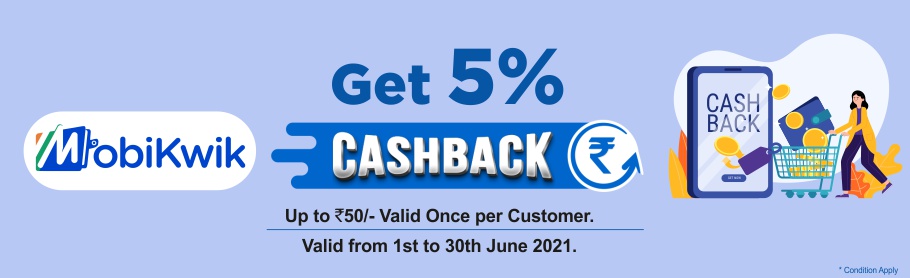 MobiKwik
Get 5%
CASHBACK ₹
Up to ₹50/- Valid Once per Customer.
Valid from 1st to 30th June 2021.
CASH
BACK
* Condition Apply